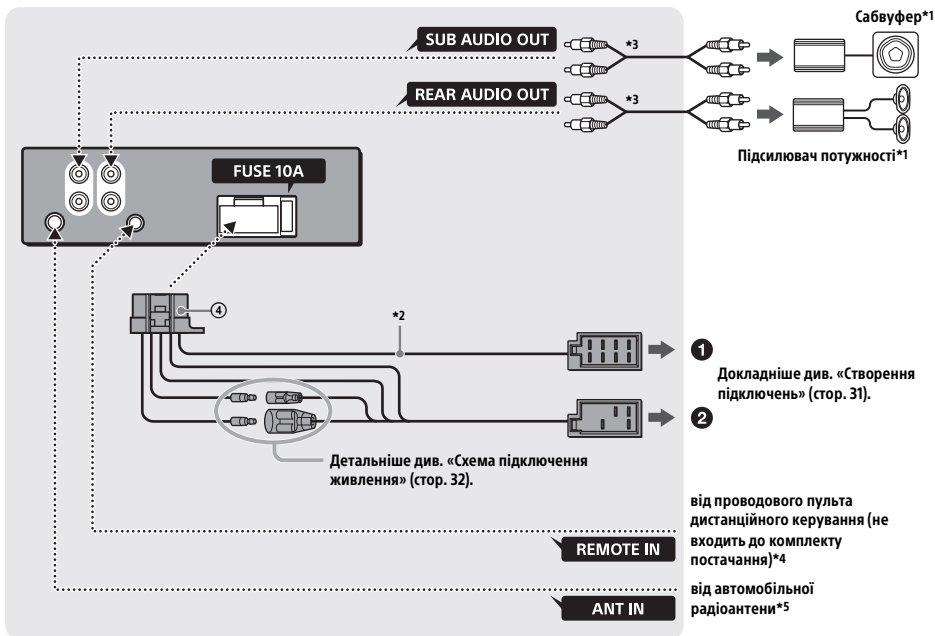 Сабвуфер*1
SUB AUDIO OUT
*3
REAR AUDIO OUT
*3
Підсилювач потужності*1
FUSE 10A
④
*2
❶
Докладніше див. «Створення
підключень» (стор. 31).
❷
Детальніше див. «Схема підключення
живлення» (стор. 32).
від проводового пульта
дистанційного керування (не
входить до комплекту
постачання)*4
REMOTE IN
від автомобільної
радіоантени*5
ANT IN